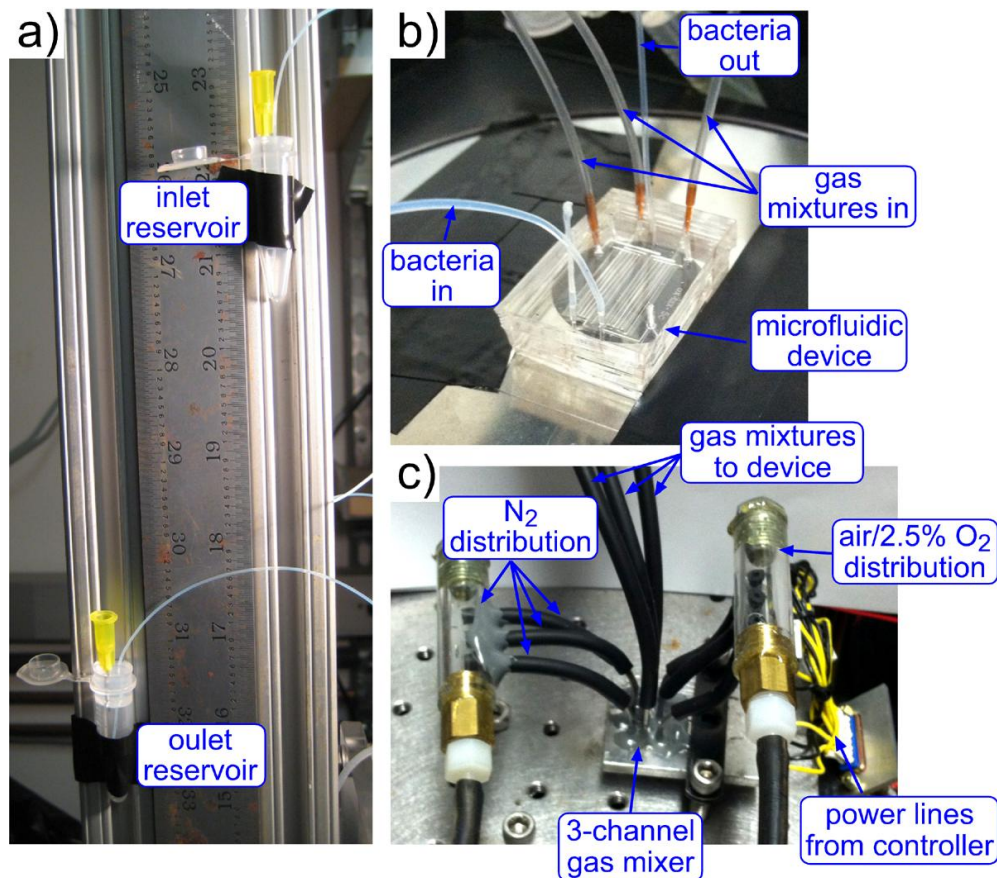 a)
25
23
26
22
inlet
reservoir
27
21
28
20
29
19
30
18
31
17
32
16
oulet
reservoir
33
15
b)
bacteria
out
gas
mixtures in
bacteria
in
microfluidic
device
c)
gas mixtures
to device
N2
distribution
air/2.5% O2
distribution
3-channel
gas mixer
power lines
from controller